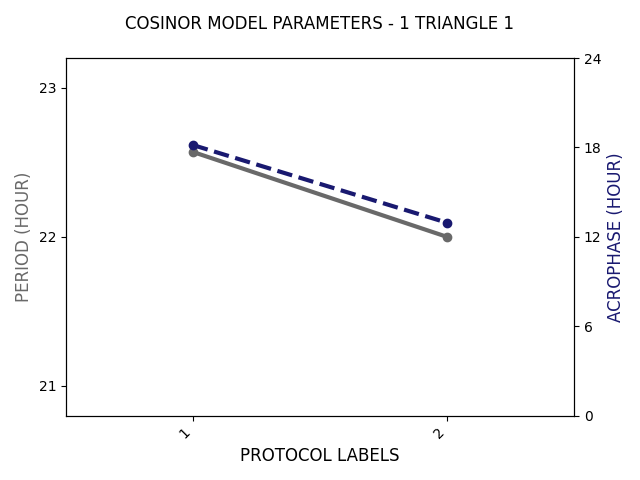 COSINOR MODEL PARAMETERS - 1 TRIANGLE 1
23
22
21
PERIOD (HOUR)
24
18
12
6
0
ACROPHASE (HOUR)
1
2
PROTOCOL LABELS